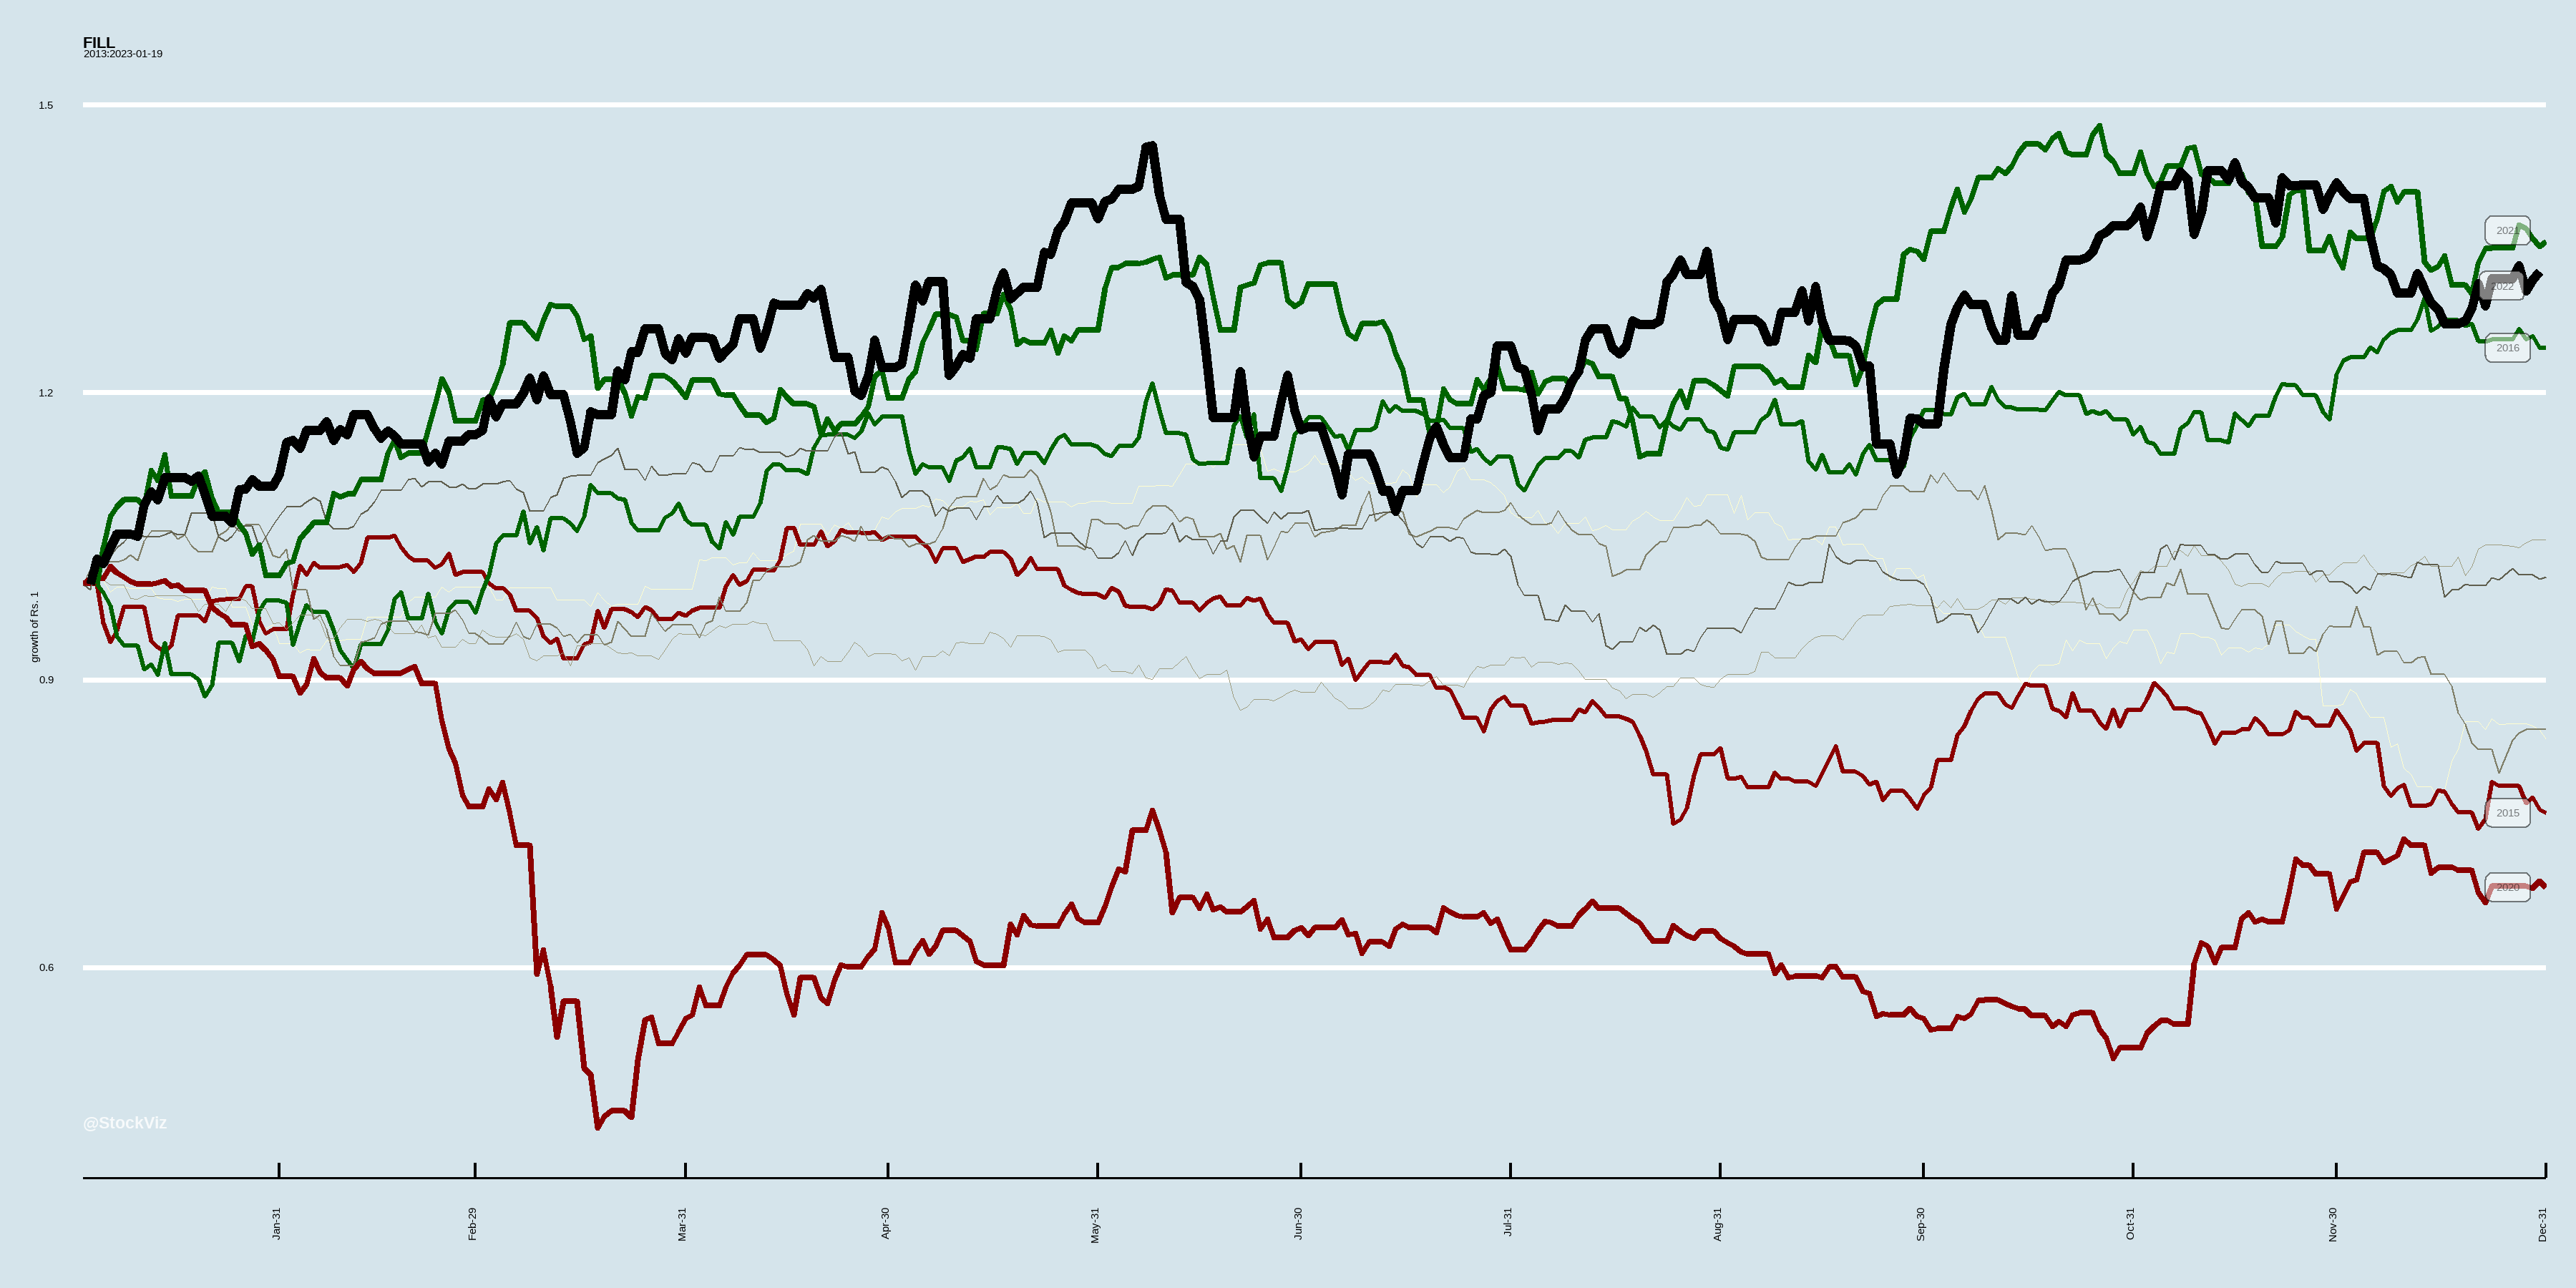 FILL
2013:2023-01-19
1.5
1.2
0.9
0.6
growth of Rs. 1
2021
2022
2016
2015
2020
@StockViz
Jan-31
Feb-29
Mar-31
Apr-30
May-31
Jun-30
Jul-31
Aug-31
Sep-30
Oct-31
Nov-30
Dec-31